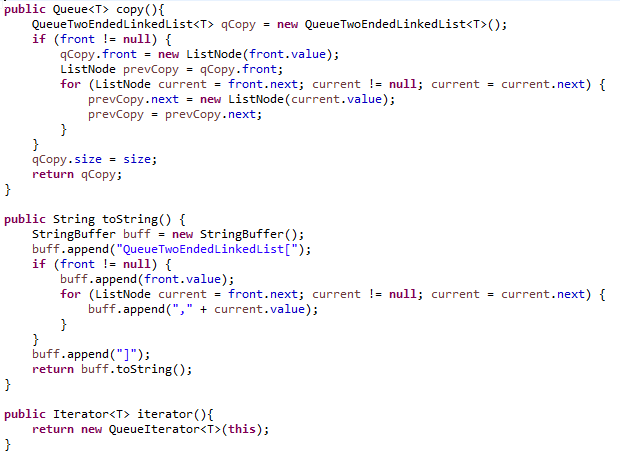 public Queue<T> copy(){
    QueueTwoEndedLinkedList<T> qCopy = new QueueTwoEndedLinkedList<T>();
    if (front != null) {
        qCopy.front = new ListNode(front.value);
        ListNode prevCopy = qCopy.front;
        for (ListNode current = front.next; current != null; current = current.next) {
            prevCopy.next = new ListNode(current.value);
            prevCopy = prevCopy.next;
        }
    }
    qCopy.size = size;
    return qCopy;
}

public String toString() {
    StringBuffer buff = new StringBuffer();
    buff.append("QueueTwoEndedLinkedList[");
    if (front != null) {
        buff.append(front.value);
        for (ListNode current = front.next; current != null; current = current.next) {
            buff.append("," + current.value);
        }
    }
    buff.append("]");
    return buff.toString();
}

public Iterator<T> iterator(){
    return new QueueIterator<T>(this);
}